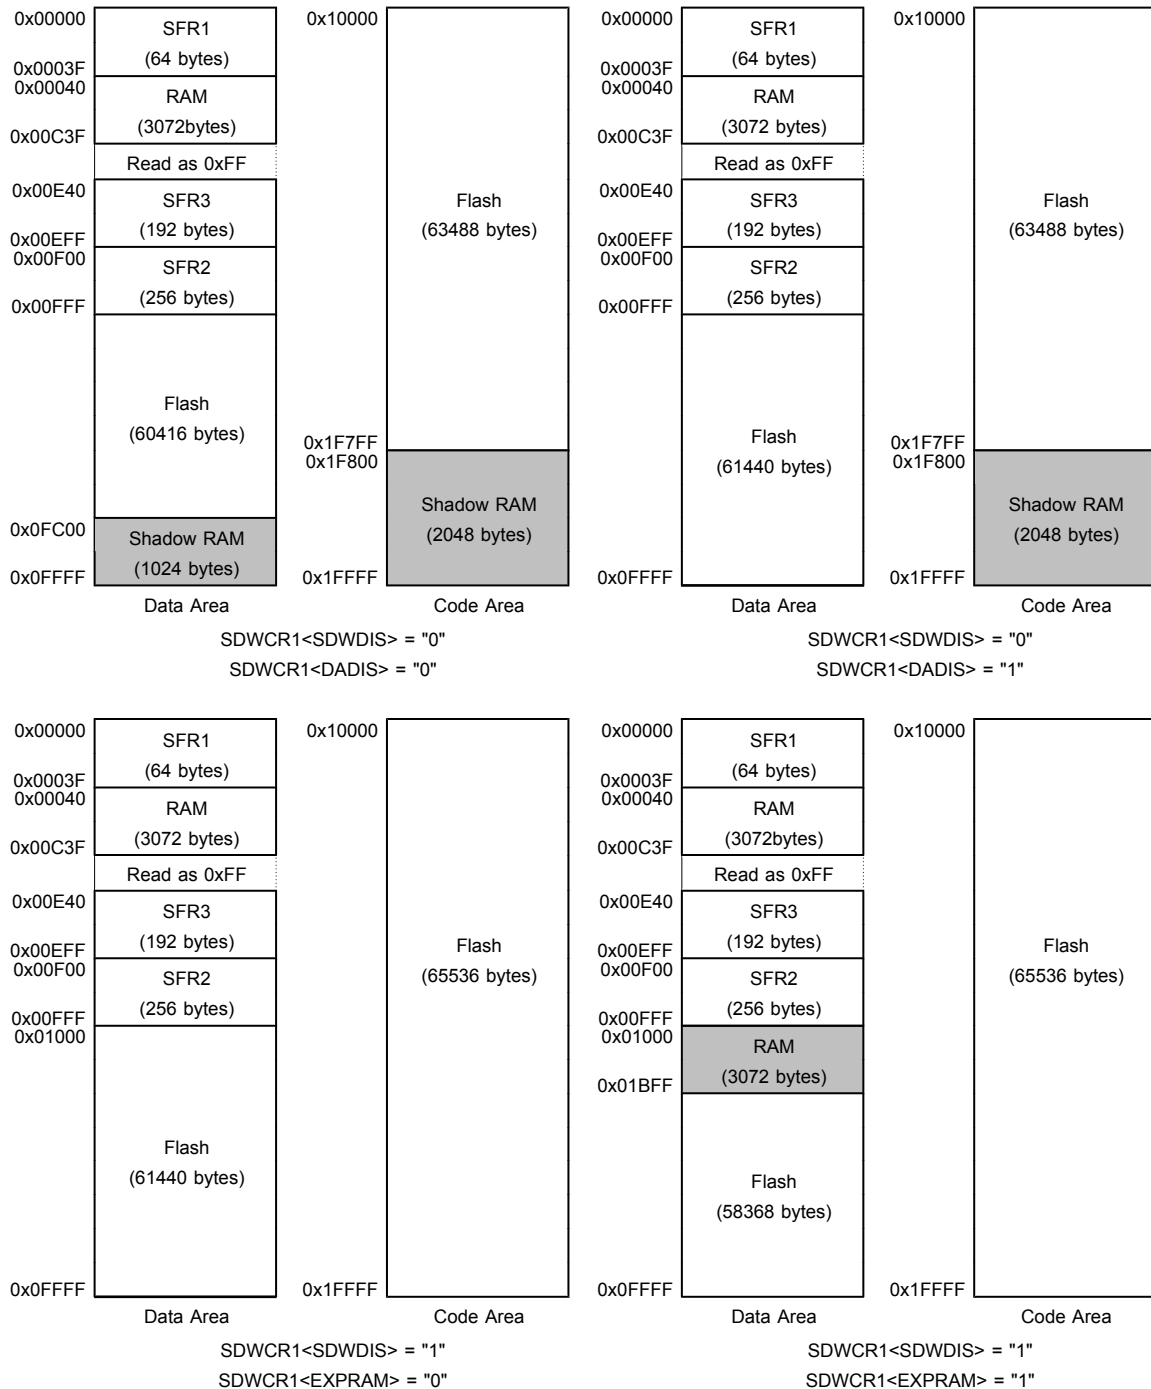 0x00000
SFR1
(64 bytes)
0x0003F
0x00040
RAM
(3072bytes)
0x00C3F
Read as 0xFF
0x00E40
SFR3
(192 bytes)
0x00EFF
0x00F00
SFR2
(256 bytes)
0x00FFF
Flash
(60416 bytes)
0x0FC00
Shadow RAM
(1024 bytes)
0x0FFFF
Data Area
0x10000
Flash
(63488 bytes)
0x1F7FF
0x1F800
Shadow RAM
(2048 bytes)
0x1FFFF
Code Area
SDWCR1<SDWDIS> = "0"
SDWCR1<DADIS> = "0"
0x00000
SFR1
(64 bytes)
0x0003F
0x00040
RAM
(3072 bytes)
0x00C3F
Read as 0xFF
0x00E40
SFR3
(192 bytes)
0x00EFF
0x00F00
SFR2
(256 bytes)
0x00FFF
Flash
(61440 bytes)
0x0FFFF
Data Area
0x10000
Flash
(63488 bytes)
0x1F7FF
0x1F800
Shadow RAM
(2048 bytes)
0x1FFFF
Code Area
SDWCR1<SDWDIS> = "0"
SDWCR1<DADIS> = "1"
0x00000
SFR1
(64 bytes)
0x0003F
0x00040
RAM
(3072 bytes)
0x00C3F
Read as 0xFF
0x00E40
SFR3
(192 bytes)
0x00EFF
0x00F00
SFR2
(256 bytes)
0x00FFF
0x01000
Flash
(61440 bytes)
0x0FFFF
Data Area
0x10000
Flash
(65536 bytes)
0x1FFFF
Code Area
SDWCR1<SDWDIS> = "1"
SDWCR1<EXPRAM> = "0"
0x00000
SFR1
(64 bytes)
0x0003F
0x00040
RAM
(3072bytes)
0x00C3F
Read as 0xFF
0x00E40
SFR3
(192 bytes)
0x00EFF
0x00F00
SFR2
(256 bytes)
0x00FFF
0x01000
RAM
(3072 bytes)
0x01BFF
Flash
(58368 bytes)
0x0FFFF
Data Area
0x10000
Flash
(65536 bytes)
0x1FFFF
Code Area
SDWCR1<SDWDIS> = "1"
SDWCR1<EXPRAM> = "1"